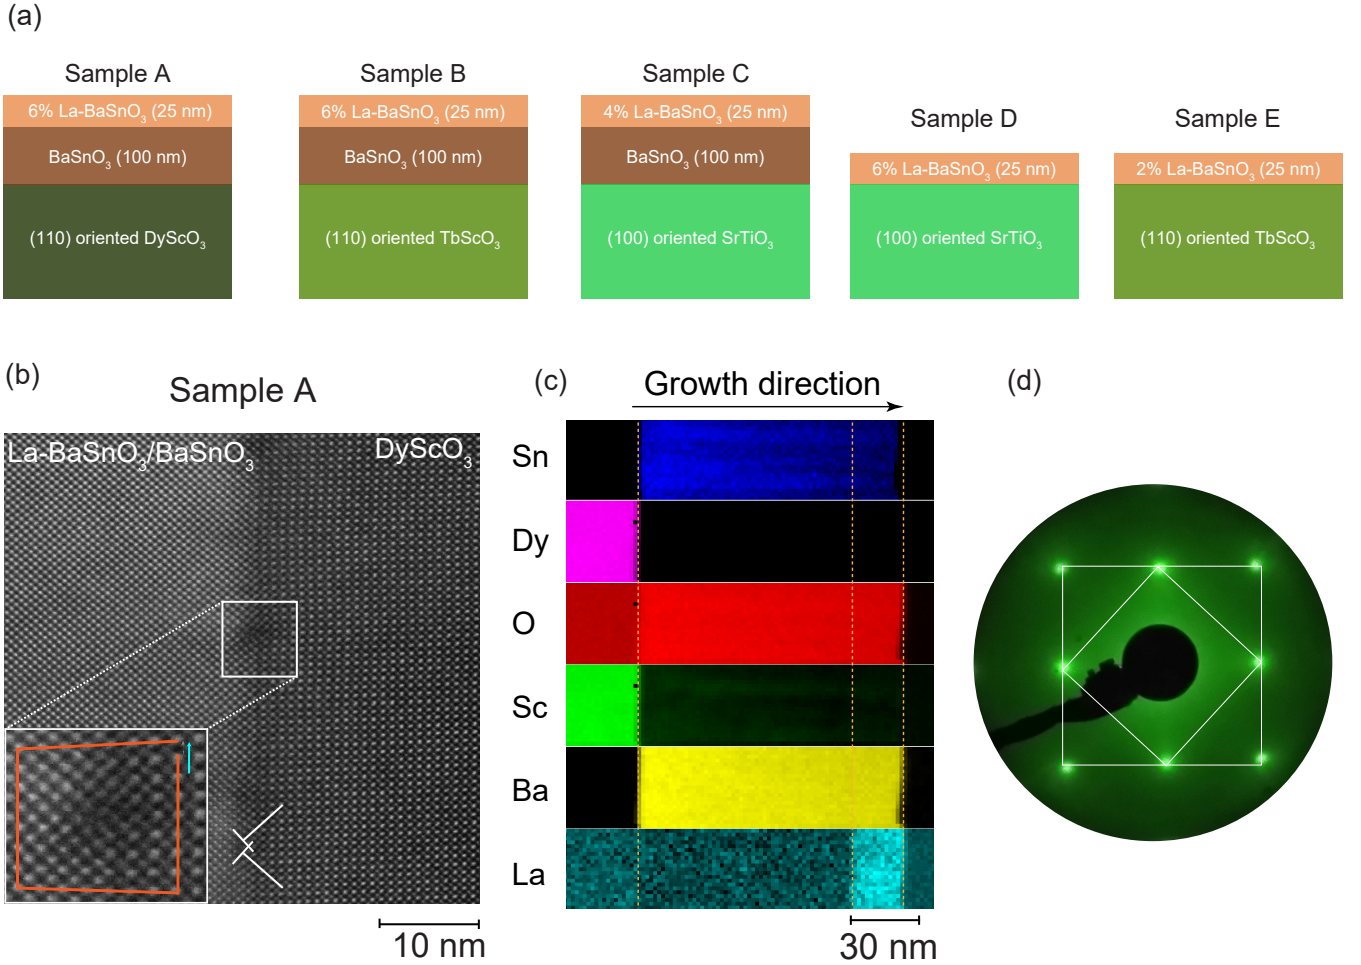 (a)
Sample A
Sample B
Sample C
Sample D
Sample E
6% La-BaSnO₃ (25 nm)
6% La-BaSnO₃ (25 nm)
4% La-BaSnO₃ (25 nm)
6% La-BaSnO₃ (25 nm)
2% La-BaSnO₃ (25 nm)
BaSnO₃ (100 nm)
BaSnO₃ (100 nm)
BaSnO₃ (100 nm)
(110) oriented DyScO₃
(110) oriented TbScO₃
(100) oriented SrTiO₃
(100) oriented SrTiO₃
(110) oriented TbScO₃
(b)
Sample A
La-BaSnO₃/BaSnO₃
DyScO₃
10 nm
(c)
Growth direction
Sn
Dy
O
Sc
Ba
La
30 nm
(d)